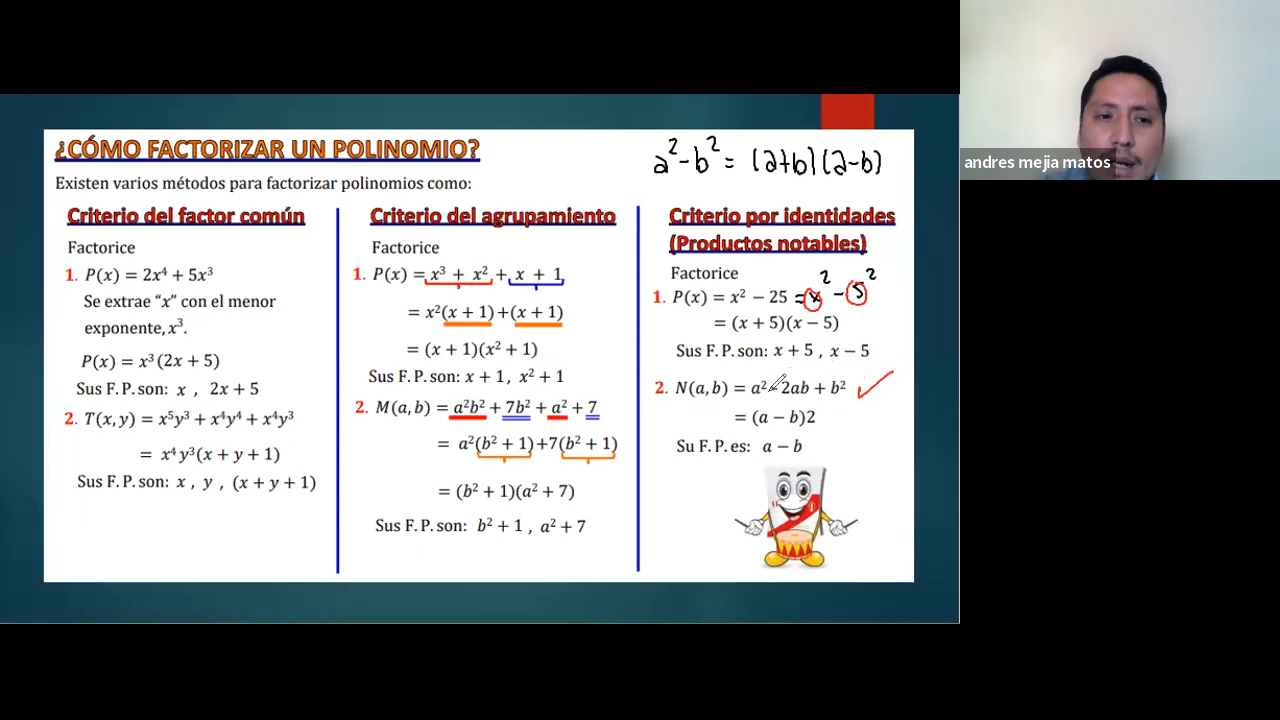 ¿CÓMO FACTORIZAR UN POLINOMIO?
a² - b² = (a+b)(a-b)
Existen varios métodos para factorizar polinomios como:
Criterio del factor común
Factorice
1. P(x) = 2x⁴ + 5x³
Se extrae “x” con el menor
exponente, x³.
P(x) = x³(2x + 5)
Sus F.P.son: x , 2x + 5
2. T(x, y) = x⁵y³ + x⁴y⁴ + x⁴y³
= x⁴y³(x + y + 1)
Sus F.P.son: x , y , (x + y + 1)
Criterio del agrupamiento
Factorice
1. P(x) = x³ + x² + x + 1
= x²(x + 1)+(x + 1)
= (x + 1)(x² + 1)
Sus F.P.son: x + 1, x² + 1
2. M(a, b) = a²b² + 7b² + a² + 7
= a²(b² + 1)+7(b² + 1)
= (b² + 1)(a² + 7)
Sus F.P.son: b² + 1 , a² + 7
Criterio por identidades
(Productos notables)
Factorice
1. P(x) = x² − 25 = x² - 5²
= (x + 5)(x − 5)
Sus F.P.son: x + 5 , x − 5
2. N(a, b) = a² 2ab + b²
= (a − b)2
Su F.P.es: a − b
andres mejia matos